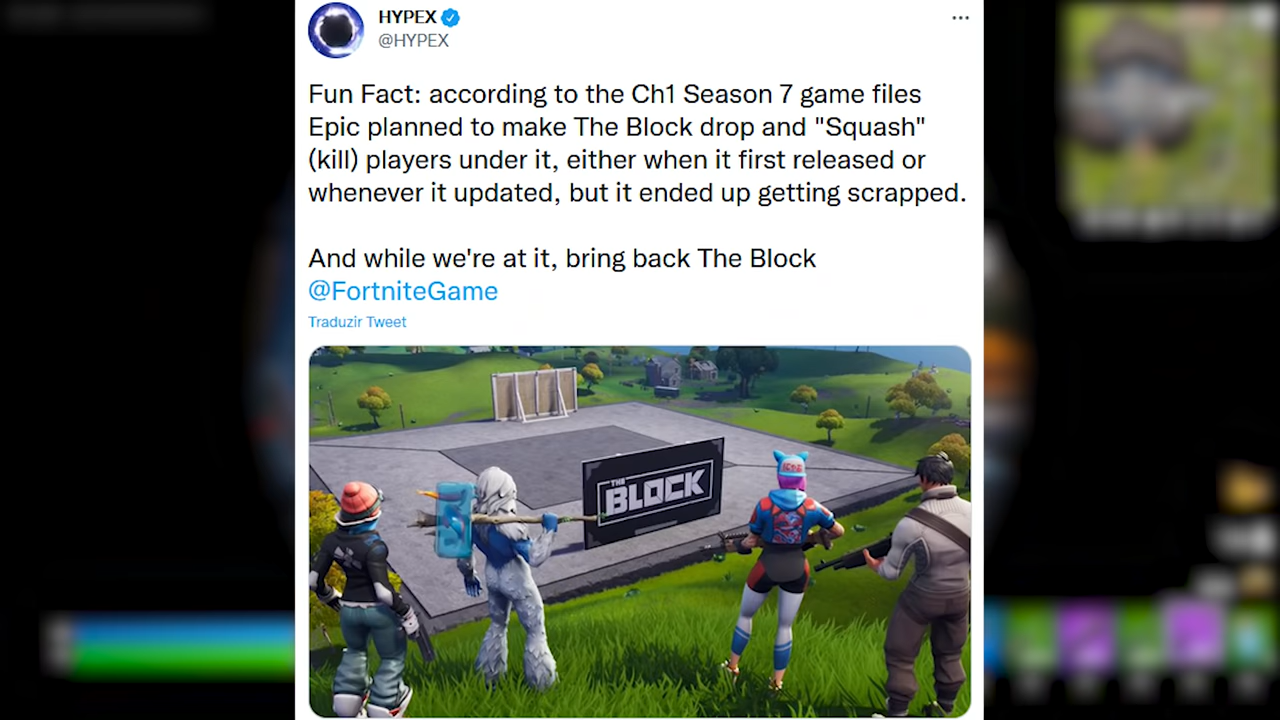 HYPEX
@HYPEX
Fun Fact: according to the Ch1 Season 7 game files
Epic planned to make The Block drop and "Squash"
(kill) players under it, either when it first released or
whenever it updated, but it ended up getting scrapped.
And while we're at it, bring back The Block
@FortniteGame
Traduzir Tweet
THE
BLOCK